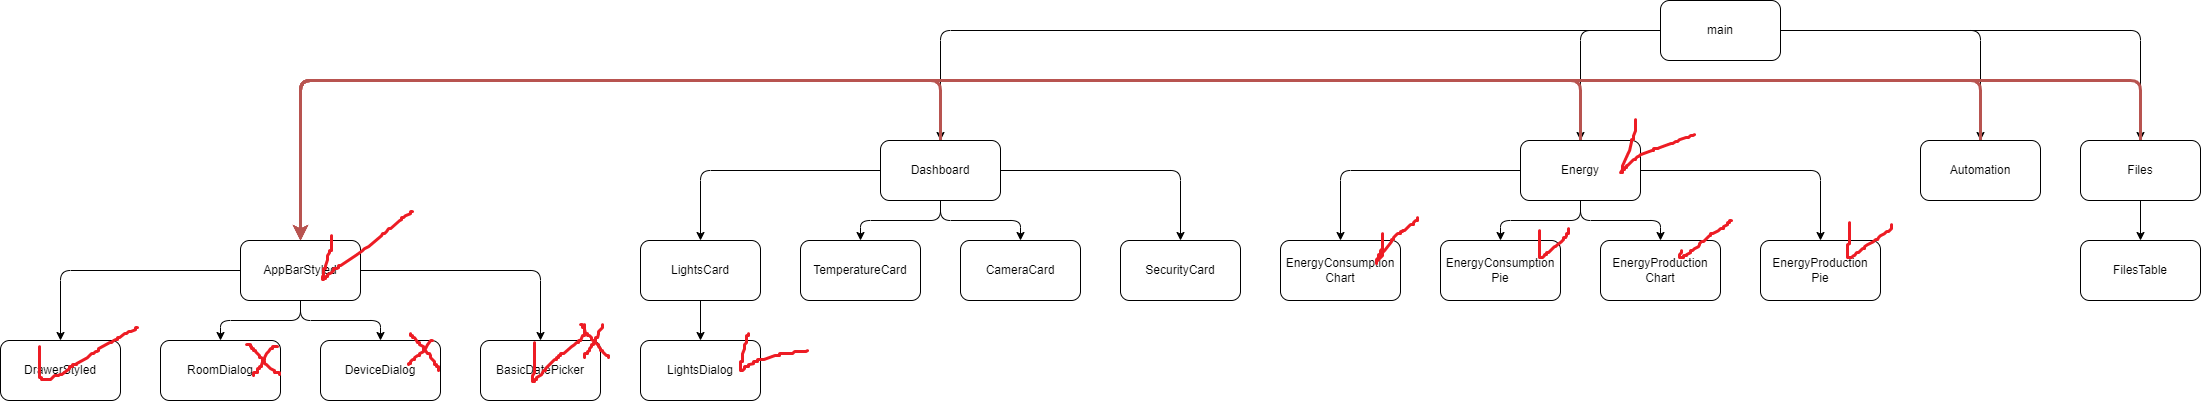 main
Dashboard
Energy
Automation
Files
AppBarStyled
LightsCard
TemperatureCard
CameraCard
SecurityCard
EnergyConsumption
Chart
EnergyConsumption
Pie
EnergyProduction
Chart
EnergyProduction
Pie
FilesTable
DrawerStyled
RoomDialog
DeviceDialog
BasicDatePicker
LightsDialog